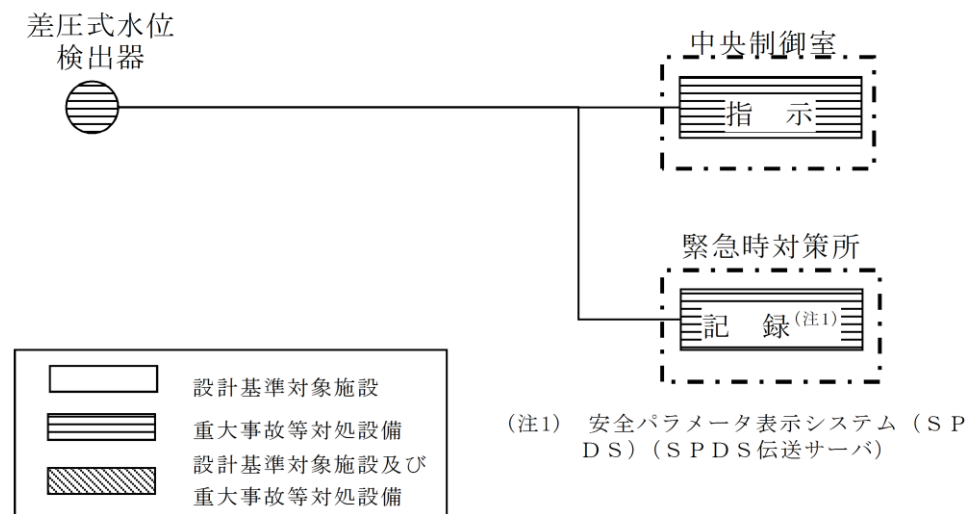 差圧式水位
検出器
中央制御室
指　示
緊急時対策所
記　録(注1)
設計基準対象施設
重大事故等対処設備
設計基準対象施設及び
重大事故等対処設備
(注1)　安全パラメータ表示システム（ＳＰ
ＤＳ）（ＳＰＤＳ伝送サーバ）